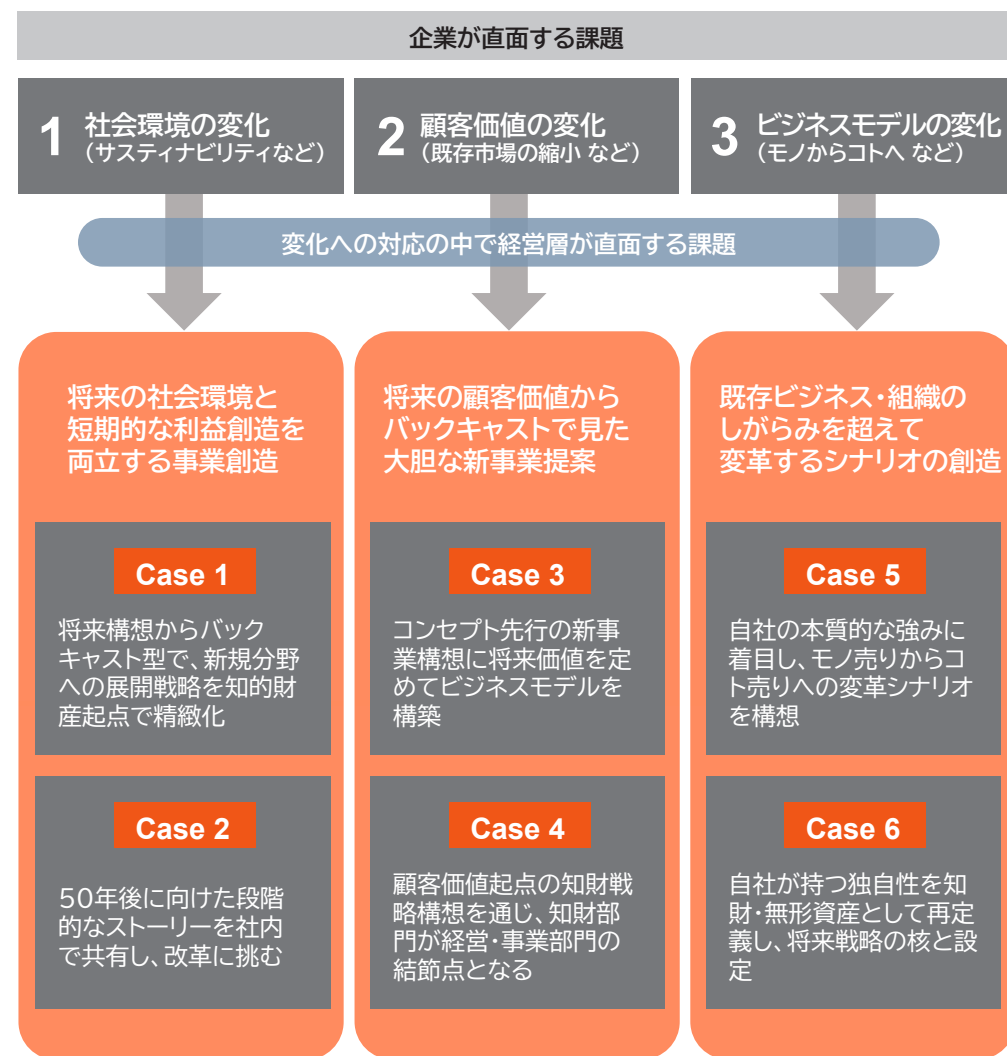 企業が直面する課題
1 社会環境の変化
（サスティナビリティなど）
2 顧客価値の変化
（既存市場の縮小 など）
3 ビジネスモデルの変化
（モノからコトへ など）
変化への対応の中で経営層が直面する課題
将来の社会環境と
短期的な利益創造を
両立する事業創造
Case 1
将来構想からバック
キャスト型で、新規分野
への展開戦略を知的財
産起点で精緻化
Case 2
50年後に向けた段階
的なストーリーを社内
で共有し、改革に挑む
将来の顧客価値から
バックキャストで見た
大胆な新事業提案
Case 3
コンセプト先行の新事
業構想に将来価値を定
めてビジネスモデルを
構築
Case 4
顧客価値起点の知財戦
略構想を通じ、知財部
門が経営・事業部門の
結節点となる
既存ビジネス・組織の
しがらみを超えて
変革するシナリオの創造
Case 5
自社の本質的な強みに
着目し、モノ売りからコ
ト売りへの変革シナリオ
を構想
Case 6
自社が持つ独自性を知
財・無形資産として再定
義し、将来戦略の核と設
定